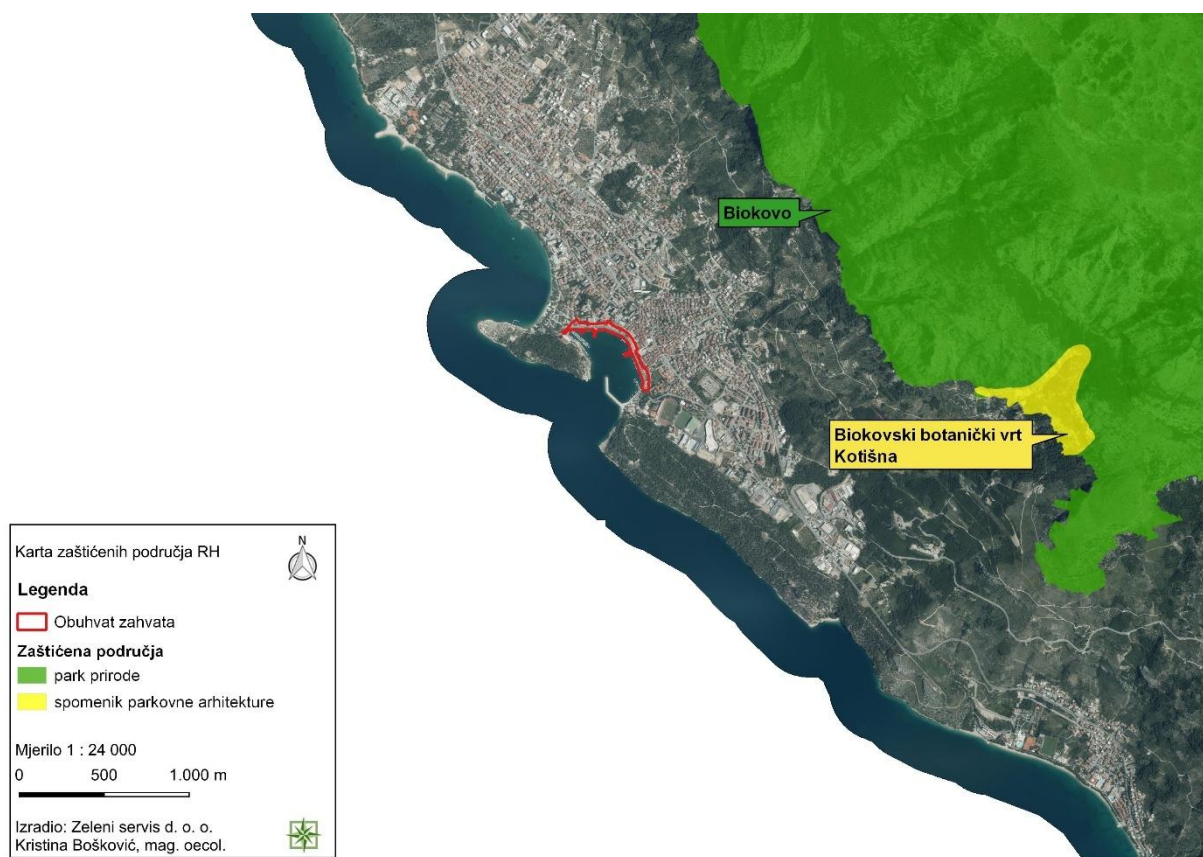 Biokovo
Biokovski botanički vrt
Kotišna
Karta zaštićenih područja RH
N
Legenda
Obuhvat zahvata
Zaštićena područja
park prirode
spomenik parkovne arhitekture
Mjerilo 1 : 24 000
0 500 1.000 m
Izradio: Zeleni servis d. o. o.
Kristina Bošković, mag. oecol.